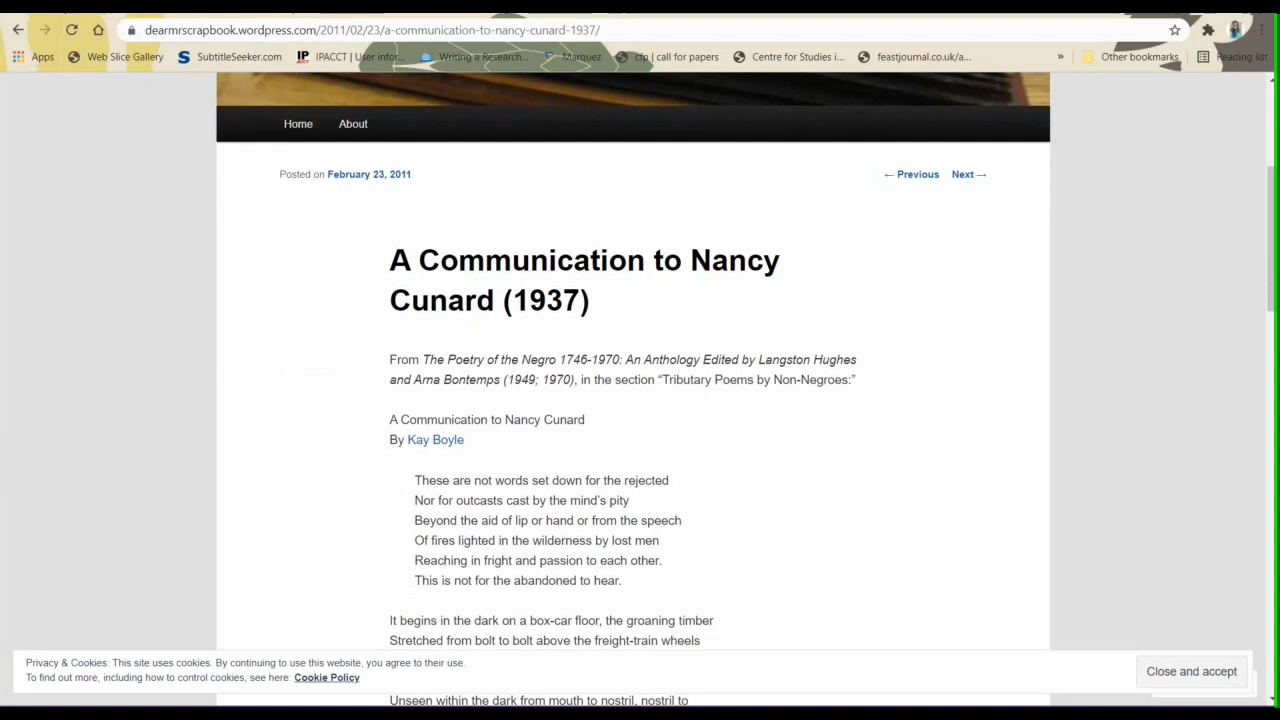 dearmrscrapbook.wordpress.com/2011/02/23/a-communication-to-nancy-cunard-1937/
Apps Web Slice Gallery SubtitleSeeker.com IPACCT | User infor... Writing a Research... Marquez cfp | call for papers Centre for Studies i... feastjournal.co.uk/a... » Other bookmarks Reading list
Home About
Posted on February 23, 2011 ← Previous Next →
A Communication to Nancy
Cunard (1937)
From The Poetry of the Negro 1746-1970: An Anthology Edited by Langston Hughes
and Arna Bontemps (1949; 1970), in the section “Tributary Poems by Non-Negroes:”
A Communication to Nancy Cunard
By Kay Boyle
These are not words set down for the rejected
Nor for outcasts cast by the mind’s pity
Beyond the aid of lip or hand or from the speech
Of fires lighted in the wilderness by lost men
Reaching in fright and passion to each other.
This is not for the abandoned to hear.
It begins in the dark on a box-car floor, the groaning timber
Stretched from bolt to bolt above the freight-train wheels
Privacy & Cookies: This site uses cookies. By continuing to use this website, you agree to their use.
To find out more, including how to control cookies, see here: Cookie Policy
Close and accept
Unseen within the dark from mouth to nostril, nostril to